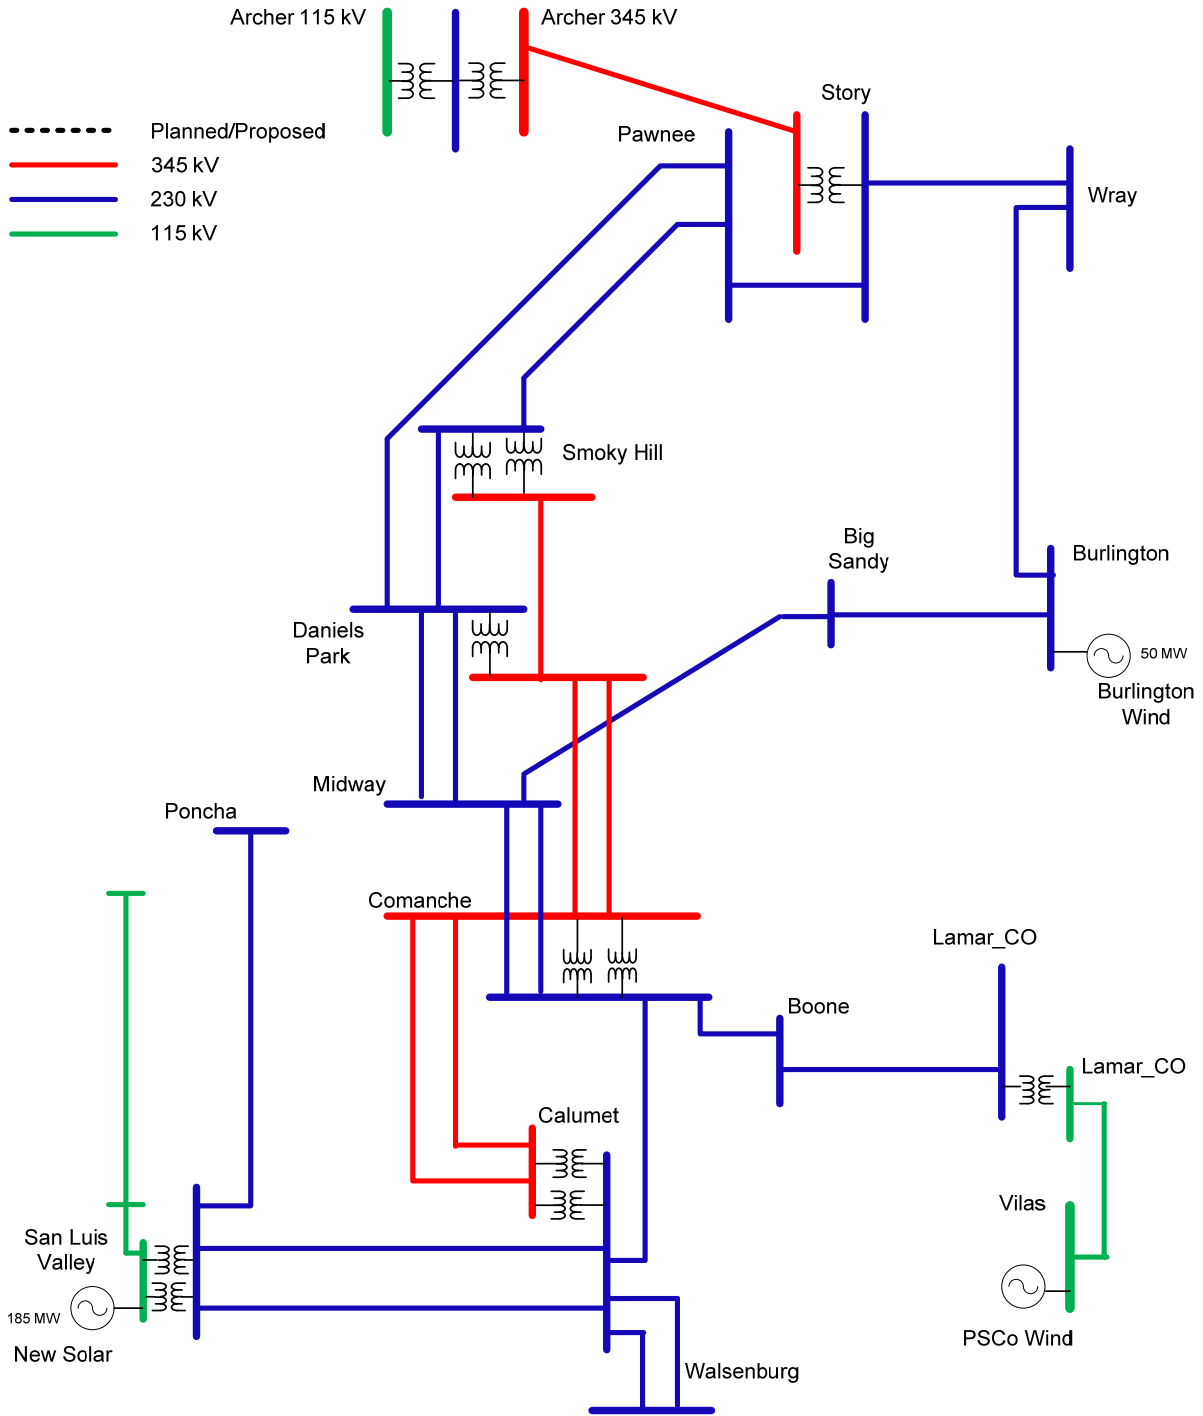 Archer 115 kV
Archer 345 kV
Story
Planned/Proposed
Pawnee
345 kV
230 kV
Wray
115 kV
Smoky Hill
Big
Sandy
Burlington
Daniels
Park
50 MW
Burlington
Wind
Midway
Poncha
Comanche
Lamar_CO
Boone
Lamar_CO
Calumet
Vilas
San Luis
Valley
185 MW
New Solar
PSCo Wind
Walsenburg